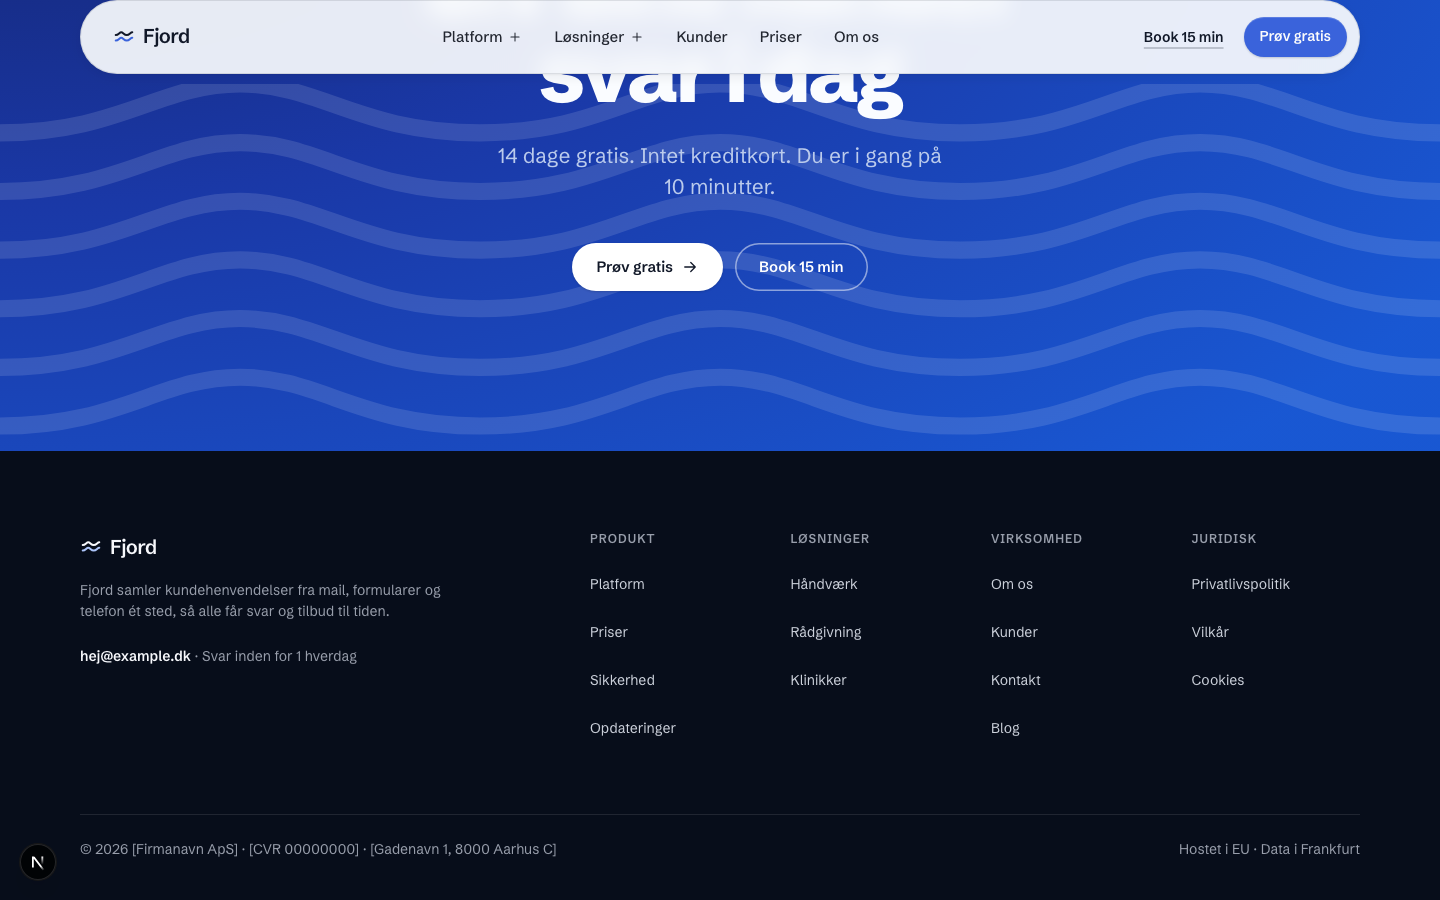 Fjord
Platform
Løsninger
Kunder
Priser
Om os
Book 15 min
Prøv gratis
svar i dag
14 dage gratis. Intet kreditkort. Du er i gang på
10 minutter.
Prøv gratis
Book 15 min
Fjord
Fjord samler kundehenvendelser fra mail, formularer og
telefon ét sted, så alle får svar og tilbud til tiden.
hej@example.dk · Svar inden for 1 hverdag
PRODUKT
Platform
Priser
Sikkerhed
Opdateringer
LØSNINGER
Håndværk
Rådgivning
Klinikker
VIRKSOMHED
Om os
Kunder
Kontakt
Blog
JURIDISK
Privatlivspolitik
Vilkår
Cookies
© 2026 [Firmanavn ApS] · [CVR 00000000] · [Gadenavn 1, 8000 Aarhus C]
Hostet i EU · Data i Frankfurt
N